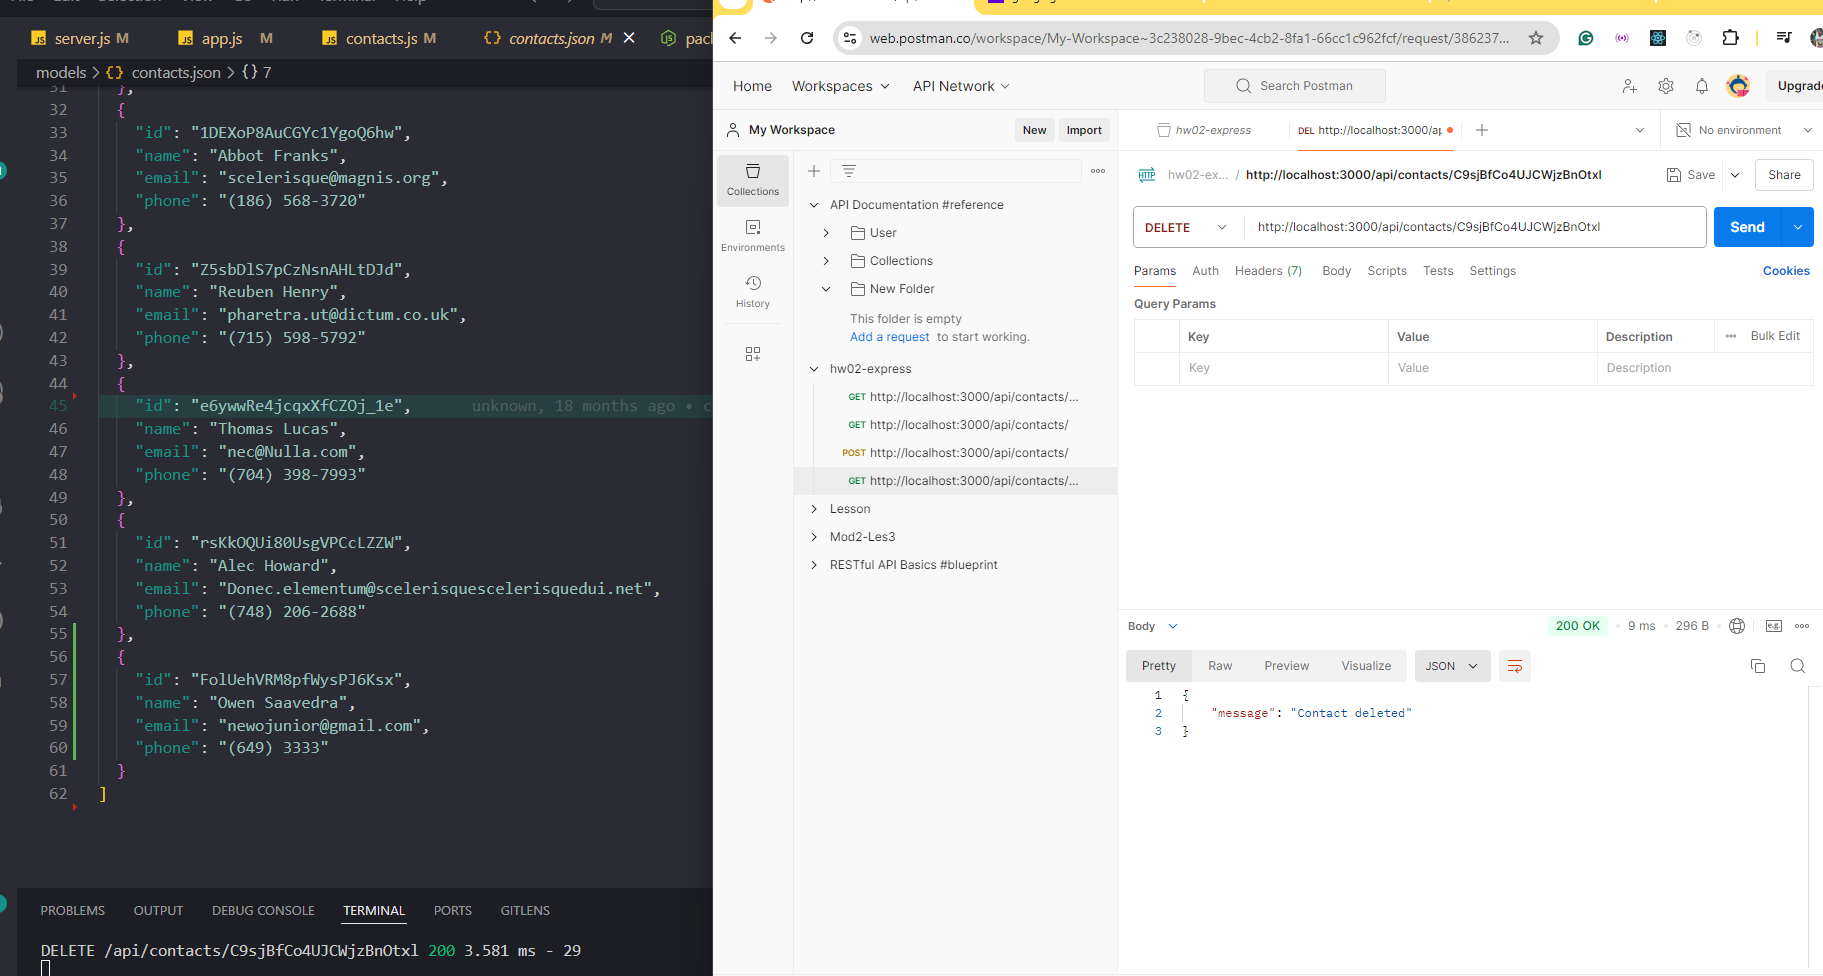 server.js M
app.js M
contacts.js M
contacts.json M
models > contacts.json > {} 7
31 },
32 {
33 "id": "1DEXoP8AuCGYc1YgoQ6hw",
34 "name": "Abbot Franks",
35 "email": "scelerisque@magnis.org",
36 "phone": "(186) 568-3720"
37 },
38 {
39 "id": "Z5sbDlS7pCzNsnAHLtDJd",
40 "name": "Reuben Henry",
41 "email": "pharetra.ut@dictum.co.uk",
42 "phone": "(715) 598-5792"
43 },
44 {
45 "id": "e6ywwRe4jcqxXfCZOj_1e", unknown, 18 months ago • c
46 "name": "Thomas Lucas",
47 "email": "nec@Nulla.com",
48 "phone": "(704) 398-7993"
49 },
50 {
51 "id": "rsKkOQUi80UsgVPCcLZZW",
52 "name": "Alec Howard",
53 "email": "Donec.elementum@scelerisquescelerisquedui.net",
54 "phone": "(748) 206-2688"
55 },
56 {
57 "id": "FolUehVRM8pfWysPJ6Ksx",
58 "name": "Owen Saavedra",
59 "email": "newojunior@gmail.com",
60 "phone": "(649) 3333"
61 }
62 ]
PROBLEMS OUTPUT DEBUG CONSOLE TERMINAL PORTS GITLENS
DELETE /api/contacts/C9sjBfCo4UJCWjzBnOtxl 200 3.581 ms - 29
web.postman.co/workspace/My-Workspace~3c238028-9bec-4cb2-8fa1-66cc1c962fcf/request/386237...
Home Workspaces API Network
Search Postman
Upgrade
My Workspace
New Import
Collections
Environments
History
API Documentation #reference
User
Collections
New Folder
This folder is empty
Add a request to start working.
hw02-express
GET http://localhost:3000/api/contacts/...
GET http://localhost:3000/api/contacts/
POST http://localhost:3000/api/contacts/
GET http://localhost:3000/api/contacts/...
Lesson
Mod2-Les3
RESTful API Basics #blueprint
hw02-express
DEL http://localhost:3000/ap
No environment
HTTP hw02-ex... / http://localhost:3000/api/contacts/C9sjBfCo4UJCWjzBnOtxl
Save Share
DELETE http://localhost:3000/api/contacts/C9sjBfCo4UJCWjzBnOtxl Send
Params Auth Headers (7) Body Scripts Tests Settings Cookies
Query Params
Key Value Description Bulk Edit
Key Value Description
Body 200 OK • 9 ms • 296 B e.g.
Pretty Raw Preview Visualize JSON
1 {
2 "message": "Contact deleted"
3 }